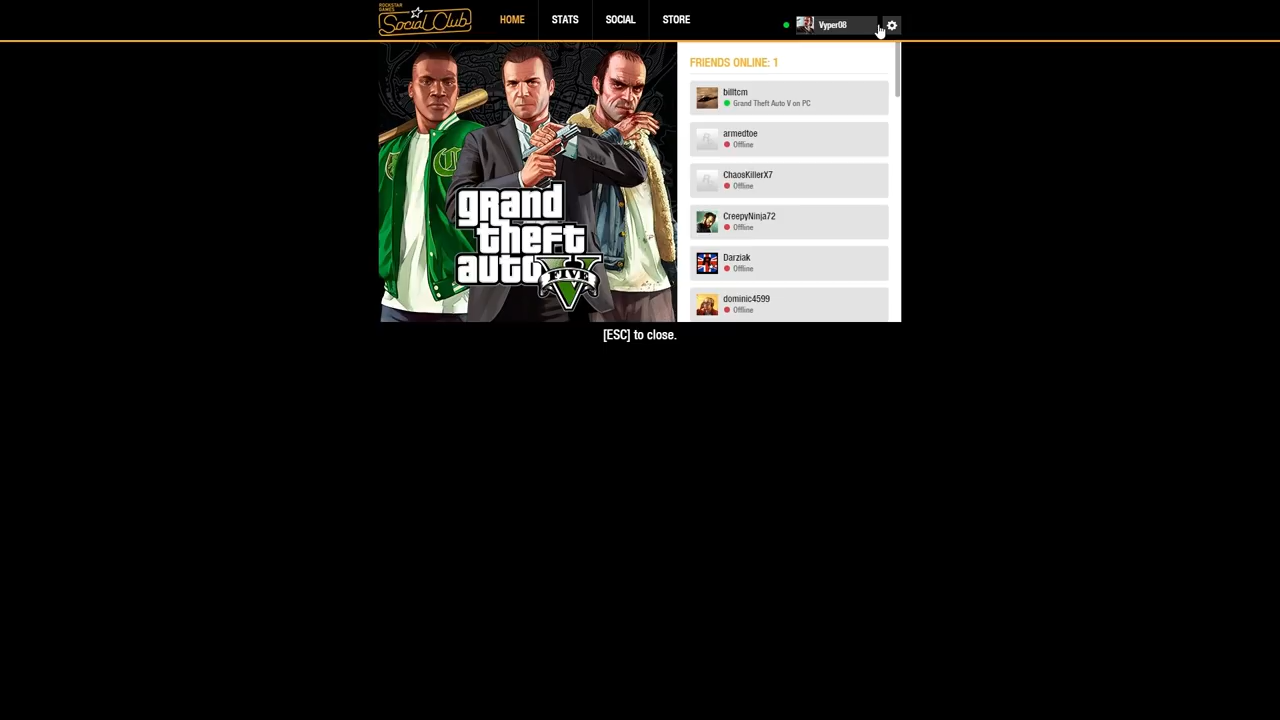 ROCKSTAR
GAMES
Social Club
HOME
STATS
SOCIAL
STORE
Vyper08
FRIENDS ONLINE: 1
billtcm
Grand Theft Auto V on PC
armedtoe
Offline
ChaosKillerX7
Offline
CreepyNinja72
Offline
Darziak
Offline
dominic4599
Offline
grand
theft
auto V
FIVE
[ESC] to close.